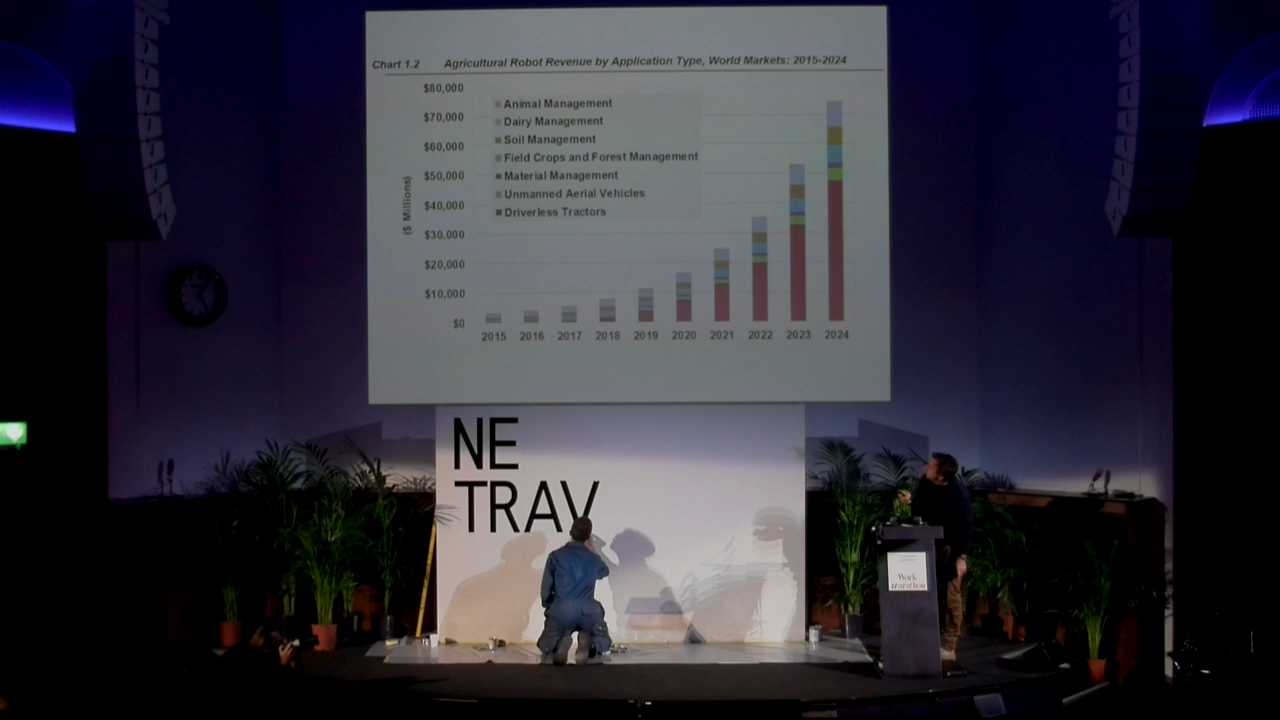 Chart 1.2 Agricultural Robot Revenue by Application Type, World Markets: 2015-2024
$80,000
$70,000
$60,000
$50,000
$40,000
$30,000
$20,000
$10,000
$0
($ Millions)
Animal Management
Dairy Management
Soil Management
Field Crops and Forest Management
Material Management
Unmanned Aerial Vehicles
Driverless Tractors
2015 2016 2017 2018 2019 2020 2021 2022 2023 2024
NE
TRAV
Work
Marathon